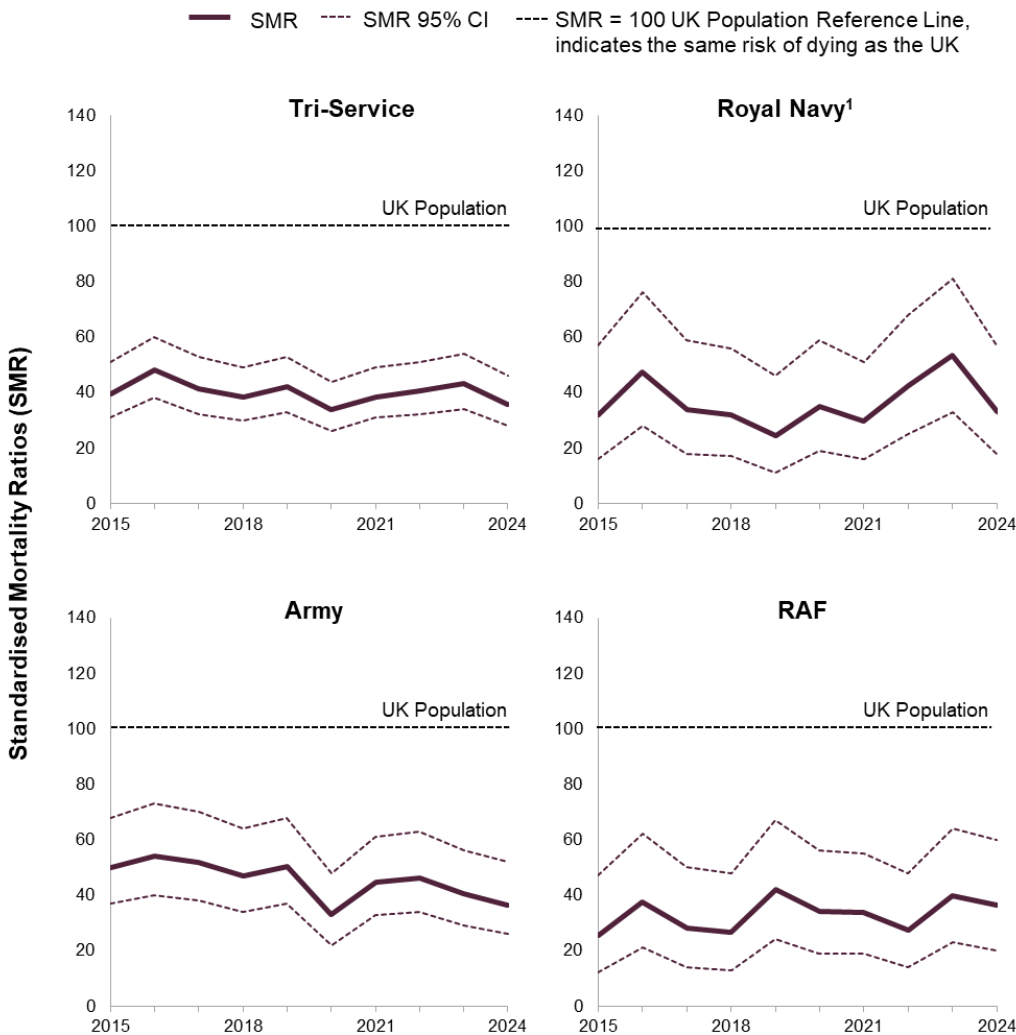 SMR SMR 95% CI SMR = 100 UK Population Reference Line,
indicates the same risk of dying as the UK
Standardised Mortality Ratios (SMR)
Tri-Service
140
120
100
80
60
40
20
0
UK Population
2015 2018 2021 2024
Royal Navy¹
140
120
100
80
60
40
20
0
UK Population
2015 2018 2021 2024
Army
140
120
100
80
60
40
20
0
UK Population
2015 2018 2021 2024
RAF
140
120
100
80
60
40
20
0
UK Population
2015 2018 2021 2024